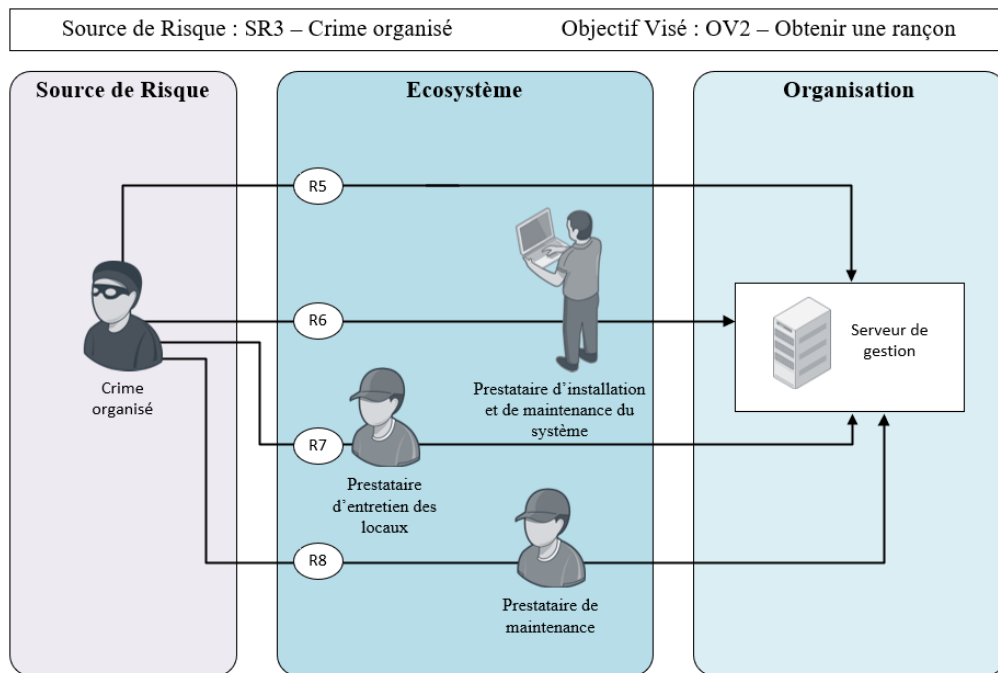 Source de Risque : SR3 – Crime organisé
Objectif Visé : OV2 – Obtenir une rançon
Source de Risque
Ecosystème
Organisation
R5
R6
Serveur de
gestion
Crime
organisé
Prestataire d’installation
et de maintenance du
système
R7
Prestataire
d’entretien des
locaux
R8
Prestataire de
maintenance